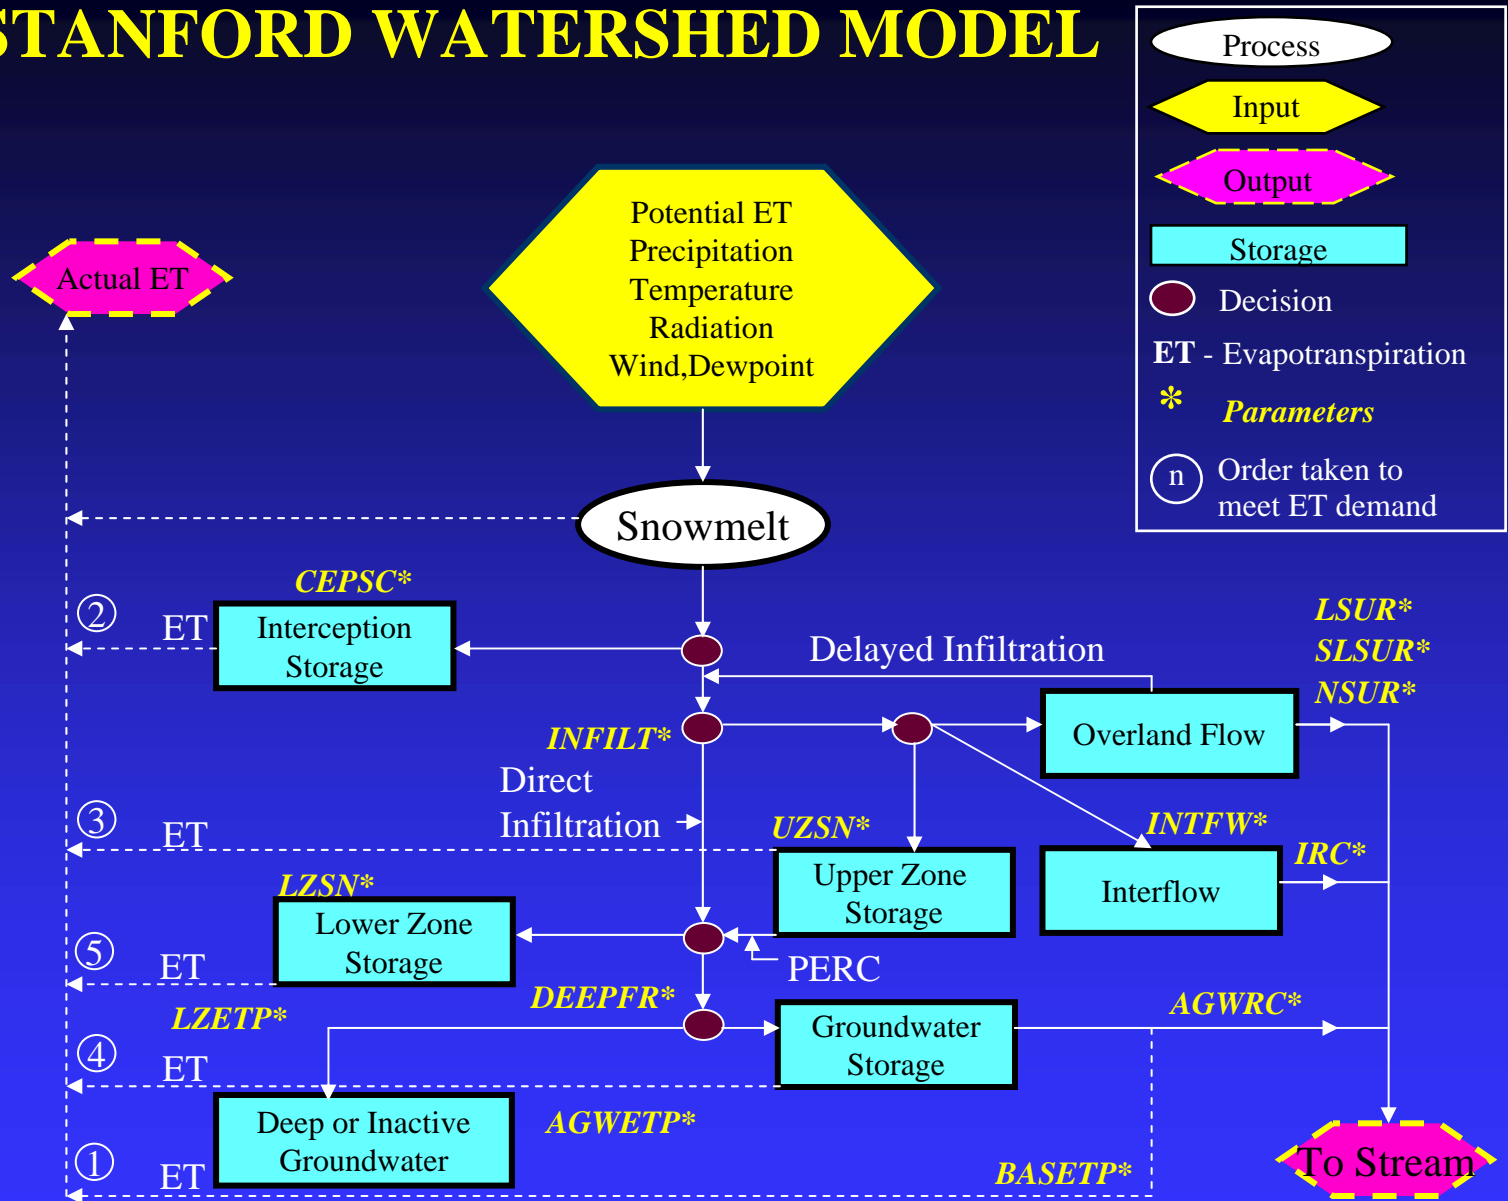 STANFORD WATERSHED MODEL
Process
Input
Output
Storage
Decision
ET - Evapotranspiration
* Parameters
n Order taken to
meet ET demand
Potential ET
Precipitation
Temperature
Radiation
Wind,Dewpoint
Actual ET
Snowmelt
CEPSC*
2 ET
Interception
Storage
Delayed Infiltration
LSUR*
SLSUR*
NSUR*
INFILT*
Overland Flow
Direct
Infiltration
3 ET
UZSN*
INTFW*
IRC*
Upper Zone
Storage
Interflow
LZSN*
Lower Zone
Storage
5 ET
PERC
LZETP*
DEEPFR*
AGWRC*
Groundwater
Storage
4 ET
Deep or Inactive
Groundwater
AGWETP*
1 ET
BASETP*
To Stream